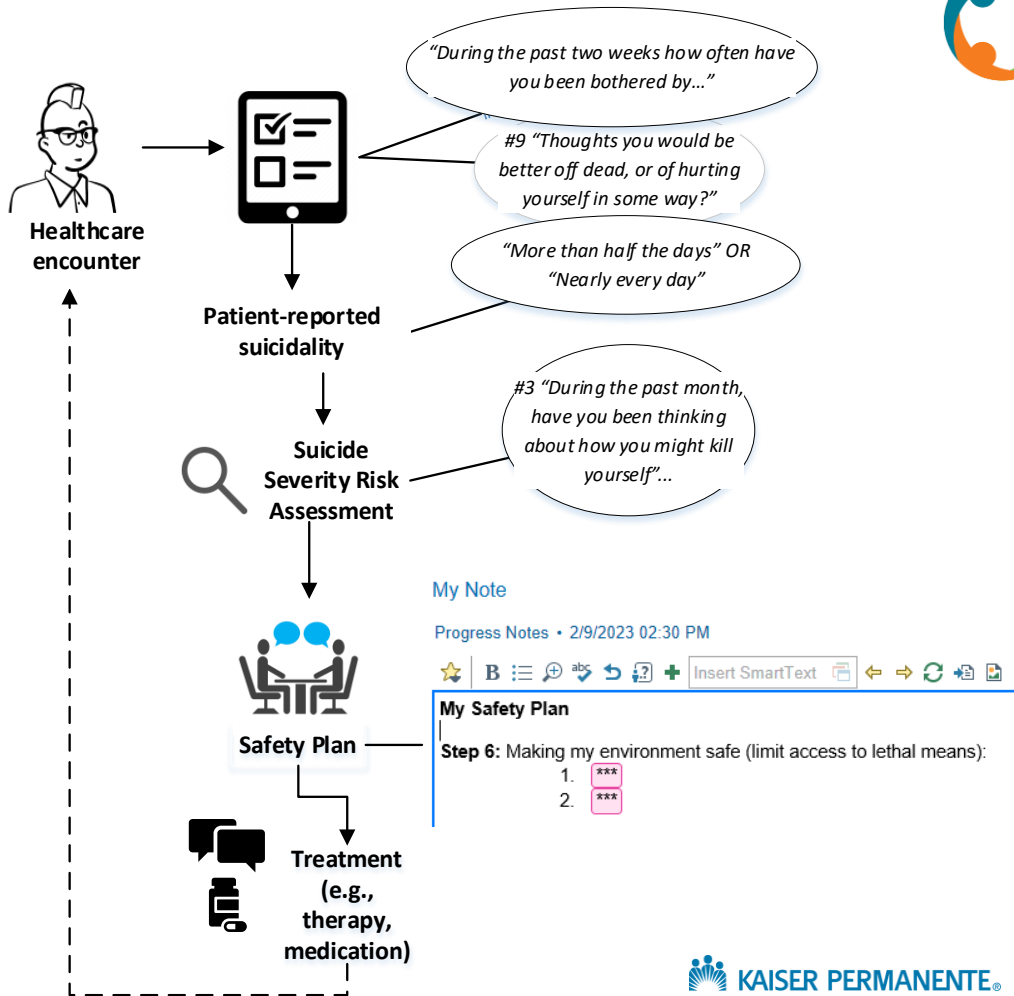 “During the past two weeks how often have
you been bothered by…”
#9 “Thoughts you would be
better off dead, or of hurting
yourself in some way?”
Healthcare
encounter
“More than half the days” OR
“Nearly every day”
Patient-reported
suicidality
#3 “During the past month,
have you been thinking
about how you might kill
yourself”...
Suicide
Severity Risk
Assessment
My Note
Progress Notes • 2/9/2023 02:30 PM
B abc Insert SmartText
My Safety Plan
Safety Plan
Step 6: Making my environment safe (limit access to lethal means):
1. ***
2. ***
Treatment
(e.g.,
therapy,
medication)
KAISER PERMANENTE®